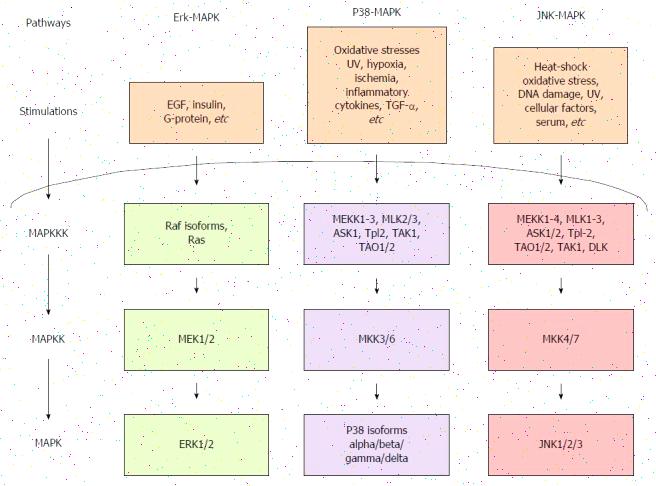 Pathways
Erk-MAPK
P38-MAPK
JNK-MAPK
Stimulations
EGF, insulin,
G-protein, etc
Oxidative stresses
UV, hypoxia,
ischemia,
inflammatory.
cytokines, TGF-α,
etc
Heat-shock
oxidative stress,
DNA damage, UV,
cellular factors,
serum, etc
MAPKKK
Raf isoforms,
Ras
MEKK1-3, MLK2/3,
ASK1, Tpl2, TAK1,
TAO1/2
MEKK1-4, MLK1-3,
ASK1/2, Tpl-2,
TAO1/2, TAK1, DLK
MAPKK
MEK1/2
MKK3/6
MKK4/7
MAPK
ERK1/2
P38 isoforms
alpha/beta/
gamma/delta
JNK1/2/3